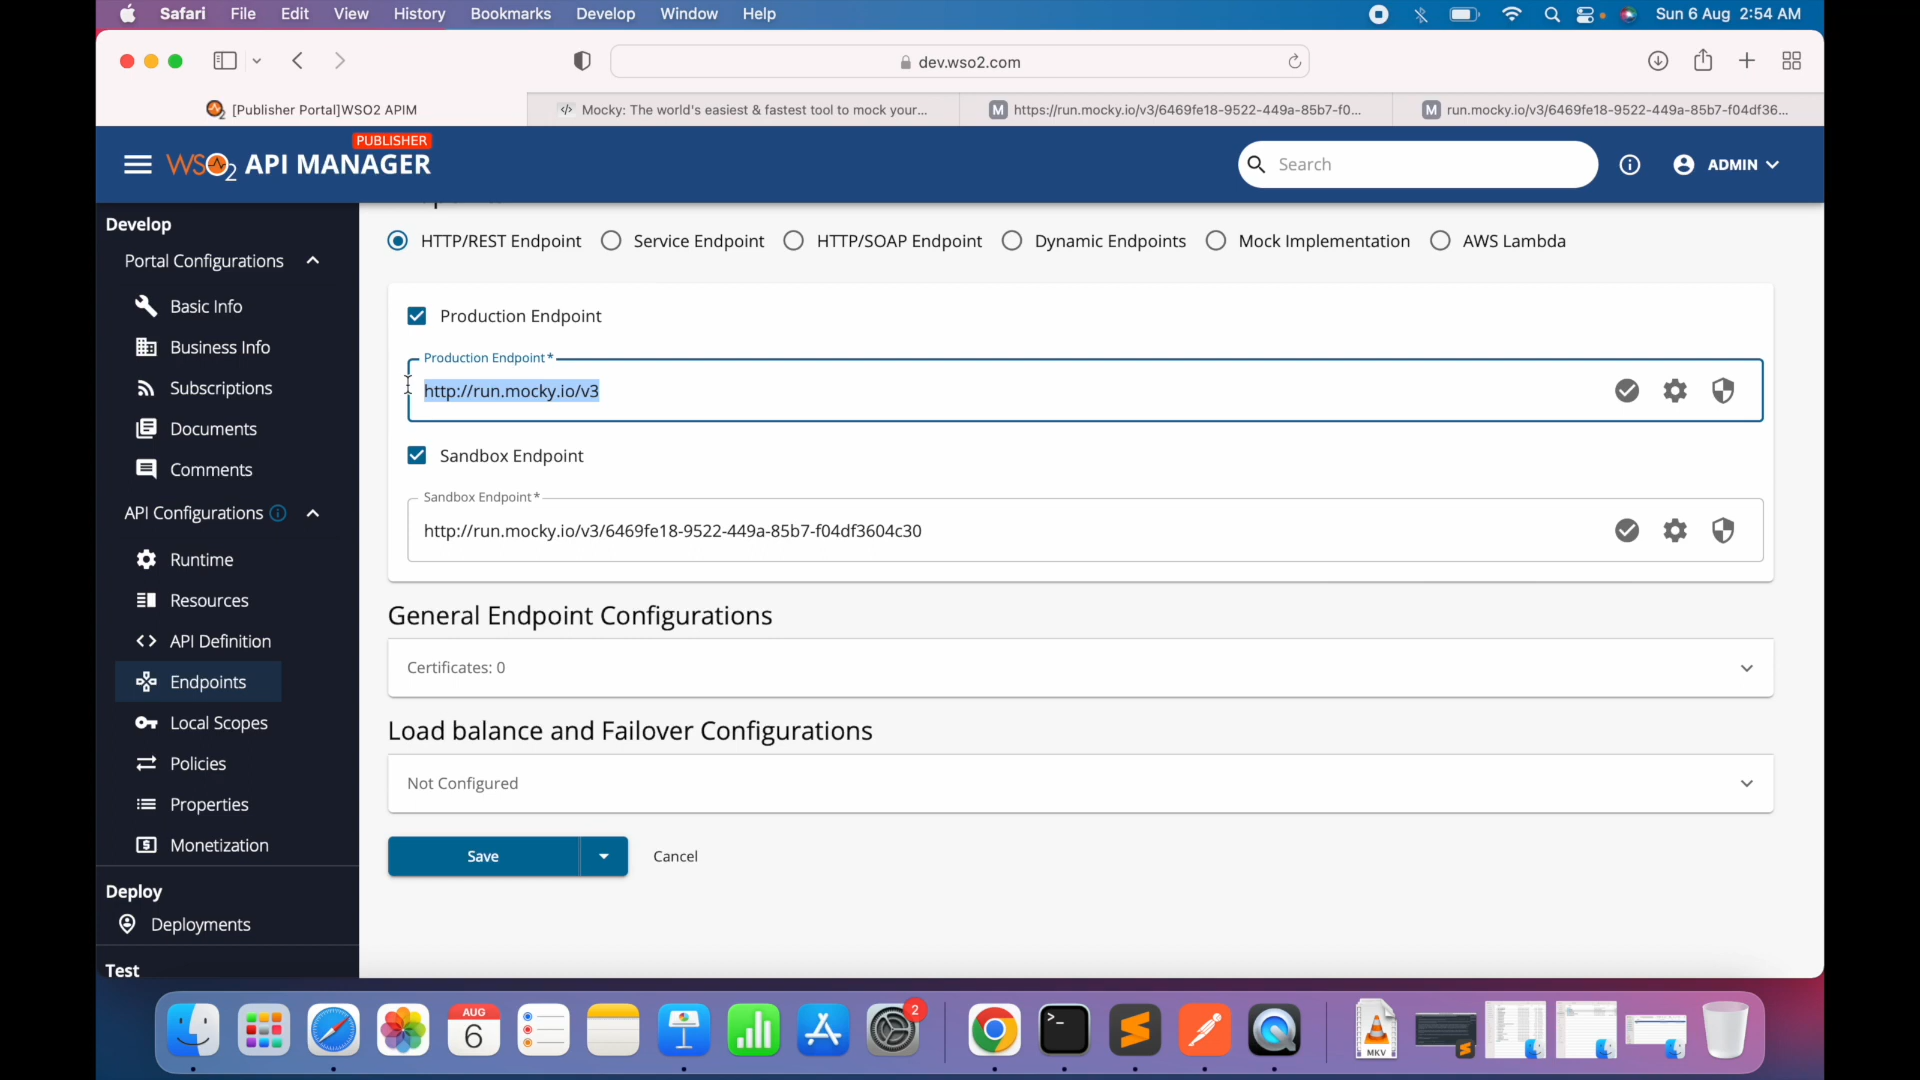 Safari File Edit View History Bookmarks Develop Window Help Sun 6 Aug 2:54 AM
dev.wso2.com
[Publisher Portal]WSO2 APIM
</> Mocky: The world's easiest & fastest tool to mock your...
M https://run.mocky.io/v3/6469fe18-9522-449a-85b7-f0...
M run.mocky.io/v3/6469fe18-9522-449a-85b7-f04df36...
PUBLISHER
WSO2 API MANAGER
Search
ADMIN
Develop
Portal Configurations
Basic Info
Business Info
Subscriptions
Documents
Comments
API Configurations
Runtime
Resources
API Definition
Endpoints
Local Scopes
Policies
Properties
Monetization
Deploy
Deployments
Test
HTTP/REST Endpoint Service Endpoint HTTP/SOAP Endpoint Dynamic Endpoints Mock Implementation AWS Lambda
Production Endpoint
Production Endpoint *
http://run.mocky.io/v3
Sandbox Endpoint
Sandbox Endpoint *
http://run.mocky.io/v3/6469fe18-9522-449a-85b7-f04df3604c30
General Endpoint Configurations
Certificates: 0
Load balance and Failover Configurations
Not Configured
Save Cancel
AUG
6
2
MKV